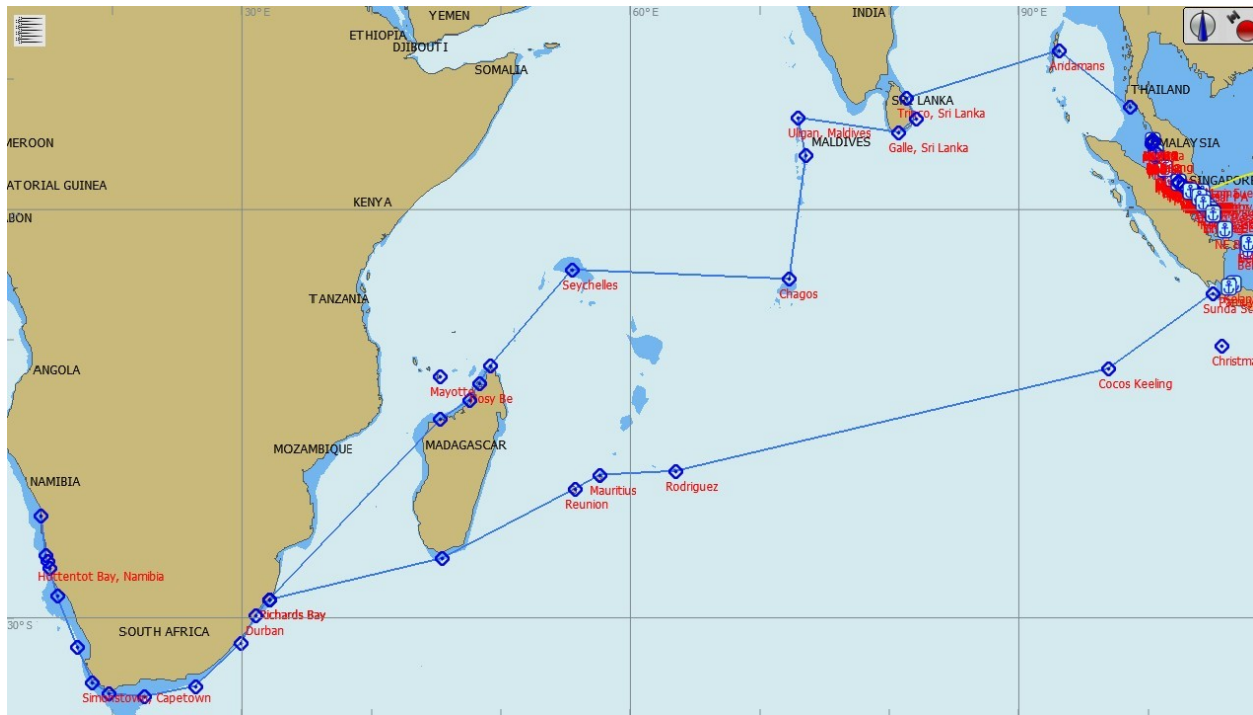 30°E
60°E
90°E
YEMEN
INDIA
ETHIOPIA
DJIBOUTI
SOMALIA
Andamans
THAILAND
SRI LANKA
Trinco, Sri Lanka
Uligan, Maldives
MALDIVES
Galle, Sri Lanka
MEROON
MALAYSIA
ATORIAL GUINEA
SINGAPORE
KENYA
BON
Seychelles
Chagos
TANZANIA
Sunda St
Christma
ANGOLA
Cocos Keeling
Mayotte
Nosy Be
MADAGASCAR
MOZAMBIQUE
NAMIBIA
Rodriguez
Mauritius
Reunion
Hottentot Bay, Namibia
Richards Bay
30°S
SOUTH AFRICA
Durban
Simonstown, Capetown